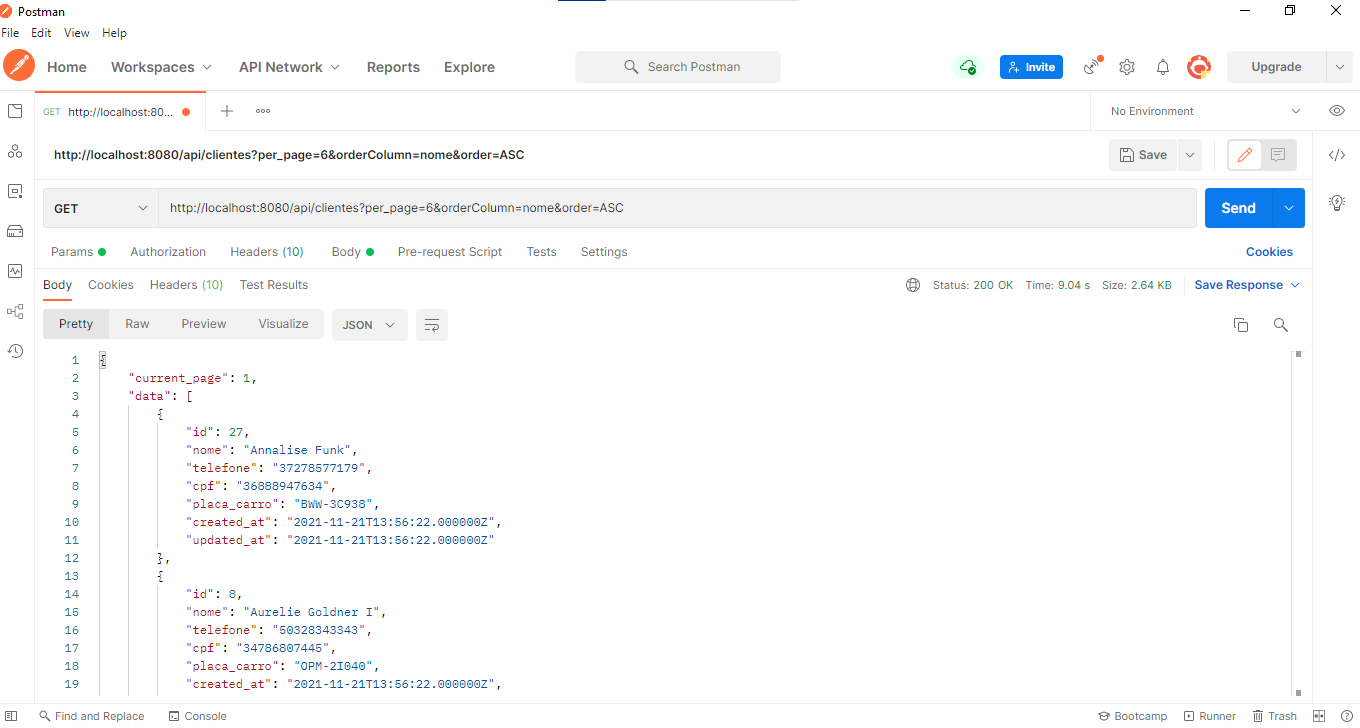 Postman
File Edit View Help
Home Workspaces API Network Reports Explore Search Postman Invite Upgrade
GET http://localhost:80... No Environment
http://localhost:8080/api/clientes?per_page=6&orderColumn=nome&order=ASC Save
GET http://localhost:8080/api/clientes?per_page=6&orderColumn=nome&order=ASC Send
Params Authorization Headers (10) Body Pre-request Script Tests Settings Cookies
Body Cookies Headers (10) Test Results Status: 200 OK Time: 9.04 s Size: 2.64 KB Save Response
Pretty Raw Preview Visualize JSON
1 {
2 "current_page": 1,
3 "data": [
4 {
5 "id": 27,
6 "nome": "Annalise Funk",
7 "telefone": "37278577179",
8 "cpf": "36888947634",
9 "placa_carro": "BWW-3C938",
10 "created_at": "2021-11-21T13:56:22.000000Z",
11 "updated_at": "2021-11-21T13:56:22.000000Z"
12 },
13 {
14 "id": 8,
15 "nome": "Aurelie Goldner I",
16 "telefone": "50328343343",
17 "cpf": "34786807445",
18 "placa_carro": "OPM-2I040",
19 "created_at": "2021-11-21T13:56:22.000000Z",
Find and Replace Console Bootcamp Runner Trash